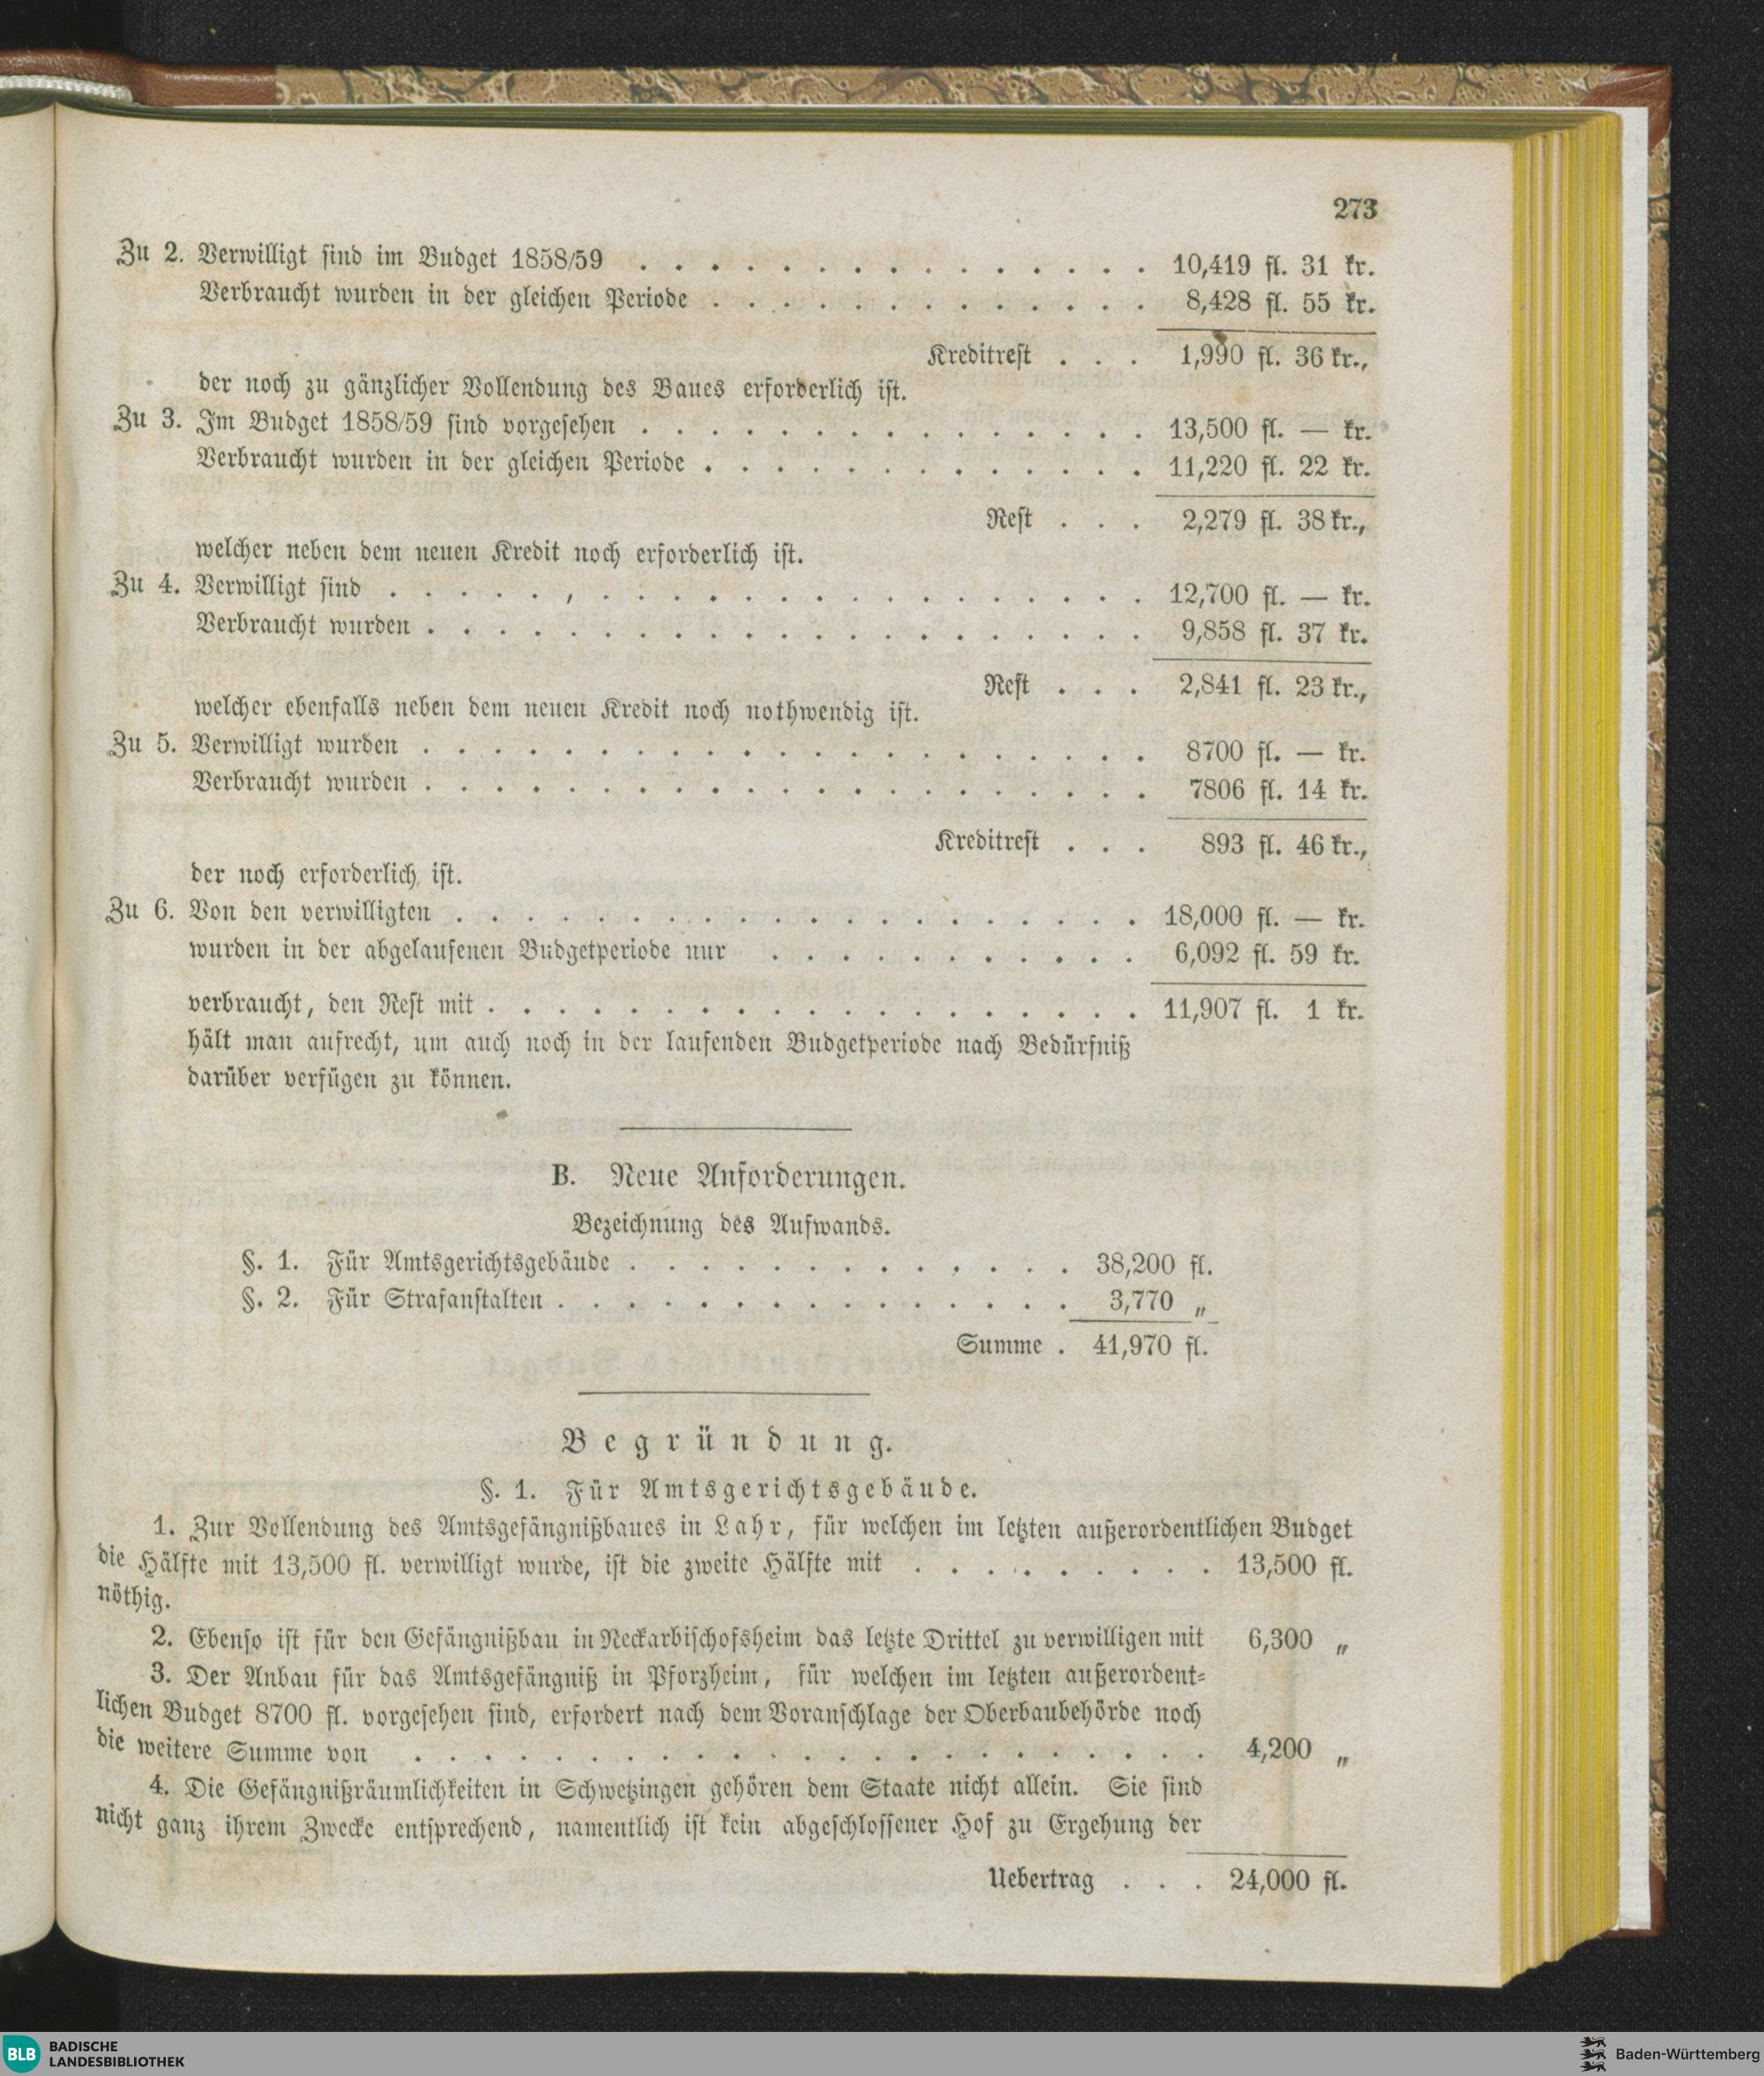 273
Zu 2. Verwilligt sind im Budget 1858/59 . . . . . . . . . . . . . . . 10,419 fl. 31 kr.
Verbraucht wurden in der gleichen Periode . . . . . . . . . . . . . 8,428 fl. 55 kr.
Kreditrest . . . 1,990 fl. 36 kr.,
der noch zu gänzlicher Vollendung des Baues erforderlich ist.
Zu 3. Im Budget 1858/59 sind vorgesehen . . . . . . . . . . . . . . . 13,500 fl. — kr.
Verbraucht wurden in der gleichen Periode . . . . . . . . . . . . . 11,220 fl. 22 kr.
Rest . . . 2,279 fl. 38 kr.,
welcher neben dem neuen Kredit noch erforderlich ist.
Zu 4. Verwilligt sind . . . . . , . . . . . . . . . . . . . . . . 12,700 fl. — kr.
Verbraucht wurden . . . . . . . . . . . . . . . . . . . . . 9,858 fl. 37 kr.
Rest . . . 2,841 fl. 23 kr.,
welcher ebenfalls neben dem neuen Kredit noch nothwendig ist.
Zu 5. Verwilligt wurden . . . . . . . . . . . . . . . . . . . . . 8700 fl. — kr.
Verbraucht wurden . . . . . . . . . . . . . . . . . . . . . 7806 fl. 14 kr.
Kreditrest . . . 893 fl. 46 kr.,
der noch erforderlich ist.
Zu 6. Von den verwilligten . . . . . . . . . . . . . . . . . . . . 18,000 fl. — kr.
wurden in der abgelaufenen Budgetperiode nur . . . . . . . . . . . 6,092 fl. 59 kr.
verbraucht, den Rest mit . . . . . . . . . . . . . . . . . . . 11,907 fl. 1 kr.
hält man aufrecht, um auch noch in der laufenden Budgetperiode nach Bedürfniß
darüber verfügen zu können.
B. Neue Anforderungen.
Bezeichnung des Aufwands.
§. 1. Für Amtsgerichtsgebäude . . . . . . . . . . . . . 38,200 fl.
§. 2. Für Strafanstalten . . . . . . . . . . . . . . . 3,770 „
Summe . 41,970 fl.
Begründung.
§. 1. Für Amtsgerichtsgebäude.
1. Zur Vollendung des Amtsgefängnißbaues in Lahr, für welchen im letzten außerordentlichen Budget
die Hälfte mit 13,500 fl. verwilligt wurde, ist die zweite Hälfte mit . . . . . . . . . 13,500 fl.
nöthig.
2. Ebenso ist für den Gefängnißbau in Neckarbischofsheim das letzte Drittel zu verwilligen mit 6,300 „
3. Der Anbau für das Amtsgefängniß in Pforzheim, für welchen im letzten außerordent-
lichen Budget 8700 fl. vorgesehen sind, erfordert nach dem Voranschlage der Oberbaubehörde noch
die weitere Summe von . . . . . . . . . . . . . . . . . . . . . . . 4,200 „
4. Die Gefängnißräumlichkeiten in Schwetzingen gehören dem Staate nicht allein. Sie sind
nicht ganz ihrem Zwecke entsprechend, namentlich ist kein abgeschlossener Hof zu Ergehung der
Uebertrag . . . 24,000 fl.
BLB BADISCHE
LANDESBIBLIOTHEK
Baden-Württemberg